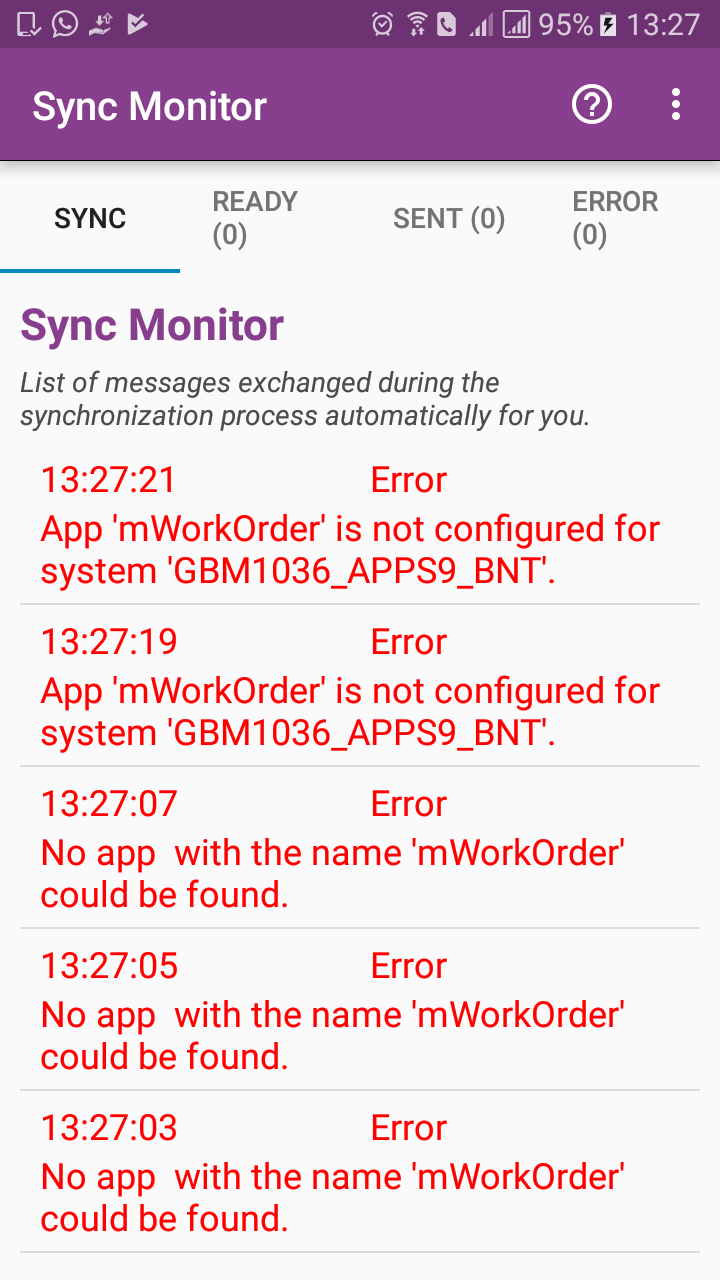 95% 13:27
Sync Monitor
SYNC
READY
(0)
SENT (0)
ERROR
(0)
Sync Monitor
List of messages exchanged during the
synchronization process automatically for you.
13:27:21 Error
App 'mWorkOrder' is not configured for
system 'GBM1036_APPS9_BNT'.
13:27:19 Error
App 'mWorkOrder' is not configured for
system 'GBM1036_APPS9_BNT'.
13:27:07 Error
No app  with the name 'mWorkOrder'
could be found.
13:27:05 Error
No app  with the name 'mWorkOrder'
could be found.
13:27:03 Error
No app  with the name 'mWorkOrder'
could be found.